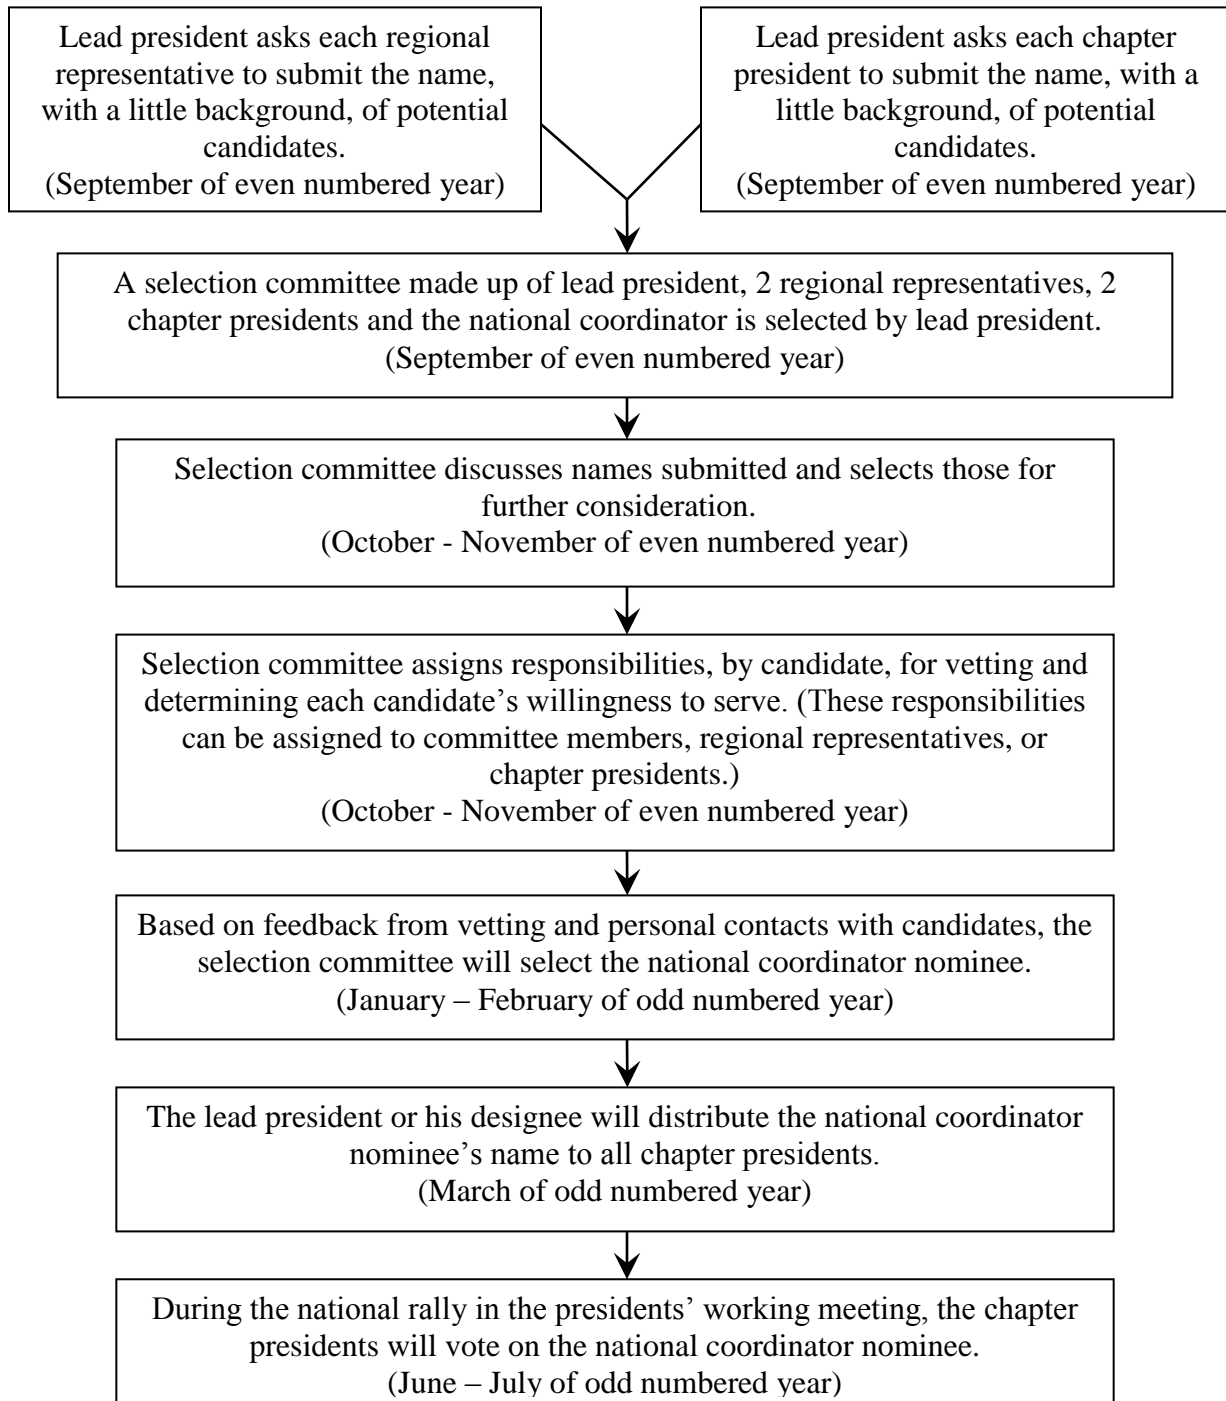 Lead president asks each regional
representative to submit the name,
with a little background, of potential
candidates.
(September of even numbered year)
Lead president asks each chapter
president to submit the name, with a
little background, of potential
candidates.
(September of even numbered year)
A selection committee made up of lead president, 2 regional representatives, 2
chapter presidents and the national coordinator is selected by lead president.
(September of even numbered year)
Selection committee discusses names submitted and selects those for
further consideration.
(October - November of even numbered year)
Selection committee assigns responsibilities, by candidate, for vetting and
determining each candidate’s willingness to serve. (These responsibilities
can be assigned to committee members, regional representatives, or
chapter presidents.)
(October - November of even numbered year)
Based on feedback from vetting and personal contacts with candidates, the
selection committee will select the national coordinator nominee.
(January – February of odd numbered year)
The lead president or his designee will distribute the national coordinator
nominee’s name to all chapter presidents.
(March of odd numbered year)
During the national rally in the presidents’ working meeting, the chapter
presidents will vote on the national coordinator nominee.
(June – July of odd numbered year)